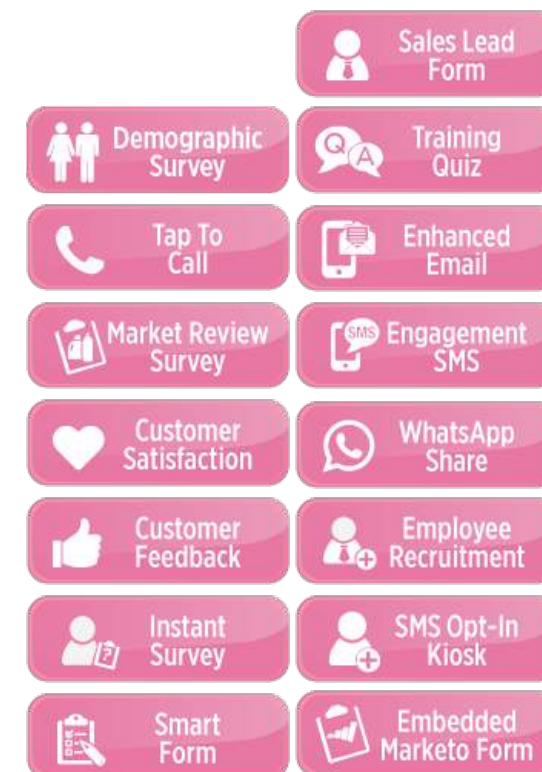 Sales Lead
Form
Demographic
Survey
Q A
Training
Quiz
Tap To
Call
Enhanced
Email
Market Review
Survey
SMS
Engagement
SMS
Customer
Satisfaction
WhatsApp
Share
Customer
Feedback
Employee
Recruitment
?
Instant
Survey
SMS Opt-In
Kiosk
Smart
Form
Embedded
Marketo Form